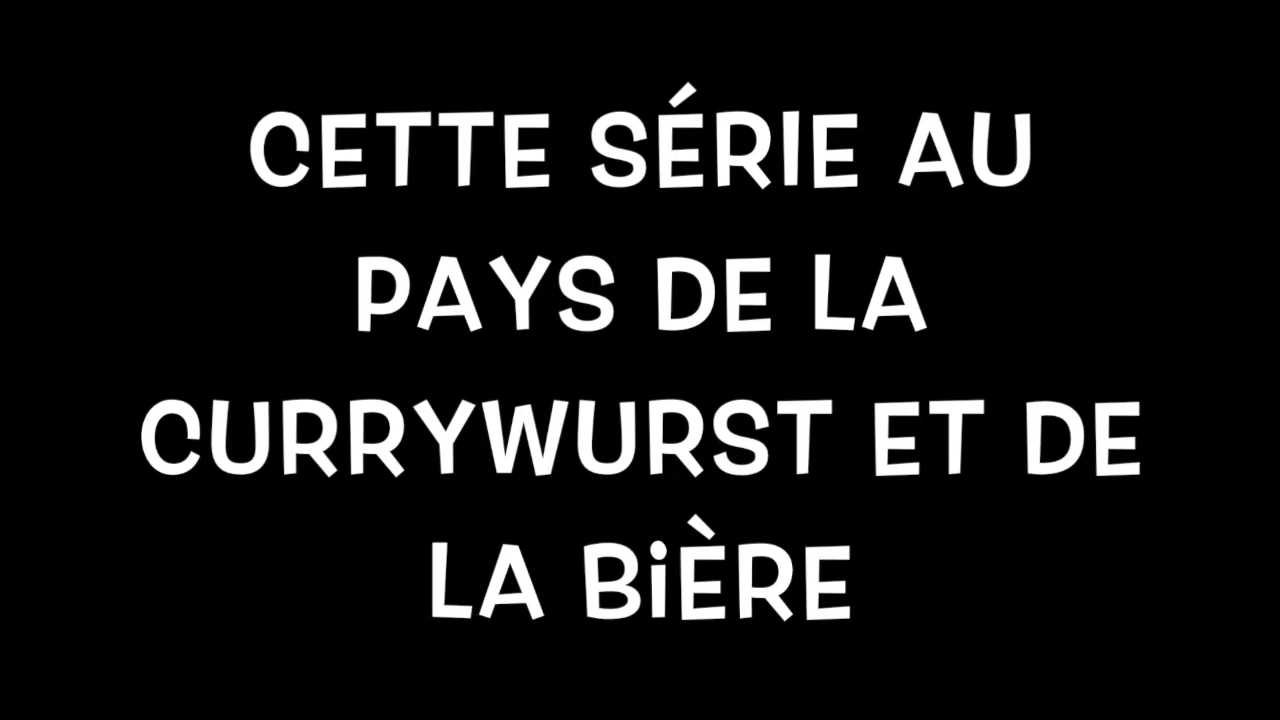 CETTE SÉRIE AU
PAYS DE LA
CURRYWURST ET DE
LA BiÈRE